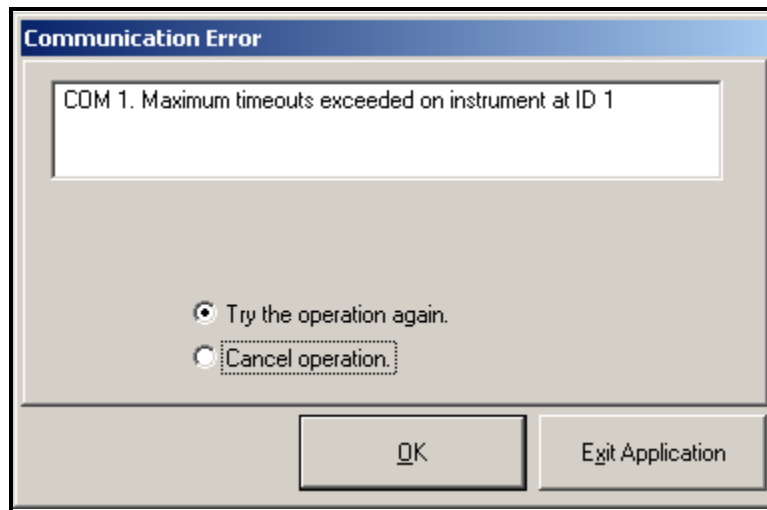 Communication Error
COM 1. Maximum timeouts exceeded on instrument at ID 1
Try the operation again.
Cancel operation.
OK
Exit Application